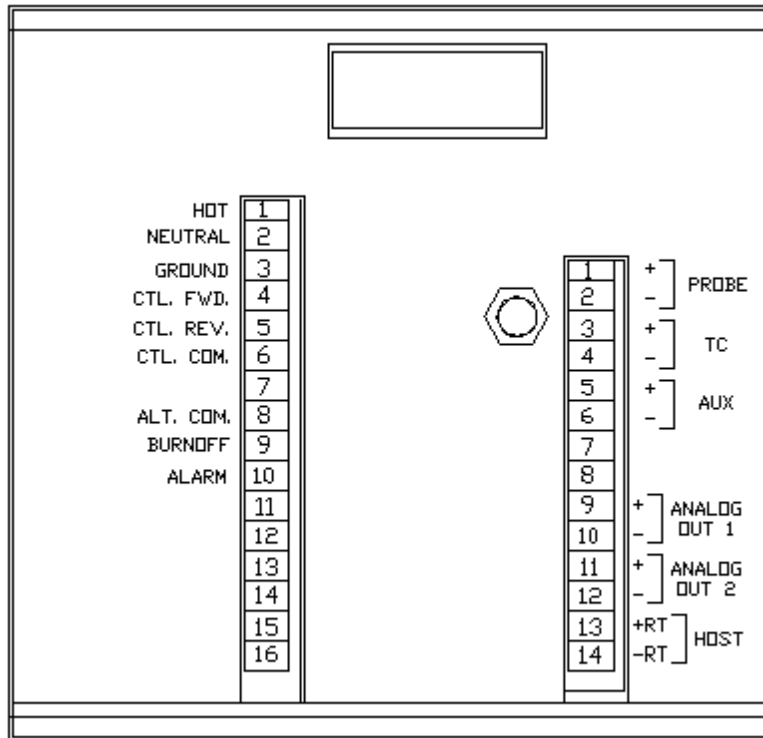 HOT 1
NEUTRAL 2
GROUND 3
CTL. FWD. 4
CTL. REV. 5
CTL. COM. 6
7
ALT. COM. 8
BURNOFF 9
ALARM 10
11
12
13
14
15
16
1 +
2 -
PROBE
3 +
4 -
TC
5 +
6 -
AUX
7
8
9 +
10 -
ANALOG
OUT 1
11 +
12 -
ANALOG
OUT 2
13 +RT
14 -RT
HOST